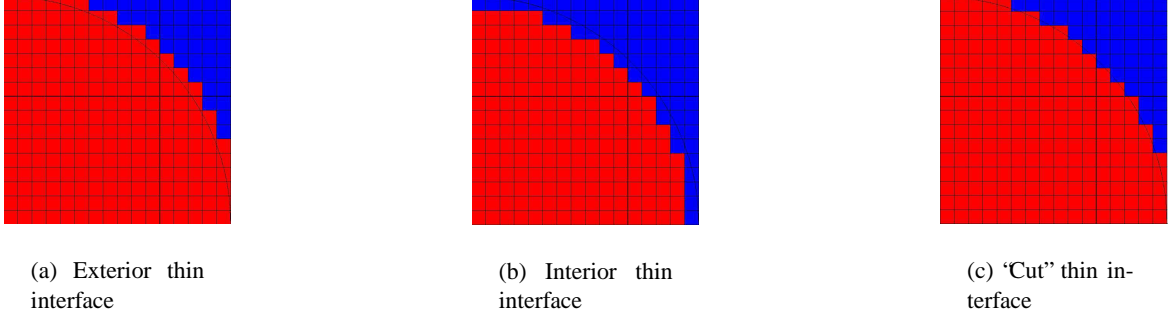 (a) Exterior thin
interface
(b) Interior thin
interface
(c) “Cut” thin in-
terface